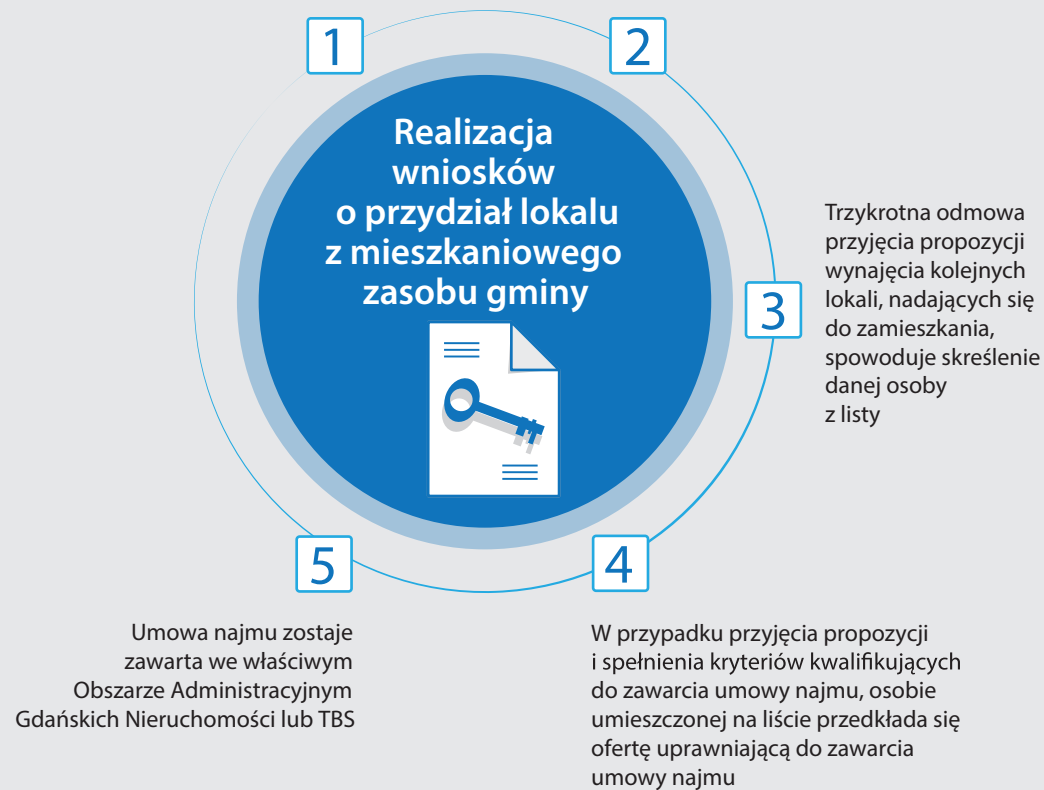 1
2
Realizacja
wniosków
o przydział lokalu
z mieszkaniowego
zasobu gminy
3
Trzykrotna odmowa
przyjęcia propozycji
wynajęcia kolejnych
lokali, nadających się
do zamieszkania,
spowoduje skreślenie
danej osoby
z listy
4
W przypadku przyjęcia propozycji
i spełnienia kryteriów kwalifikujących
do zawarcia umowy najmu, osobie
umieszczonej na liście przedkłada się
ofertę uprawniającą do zawarcia
umowy najmu
5
Umowa najmu zostaje
zawarta we właściwym
Obszarze Administracyjnym
Gdańskich Nieruchomości lub TBS